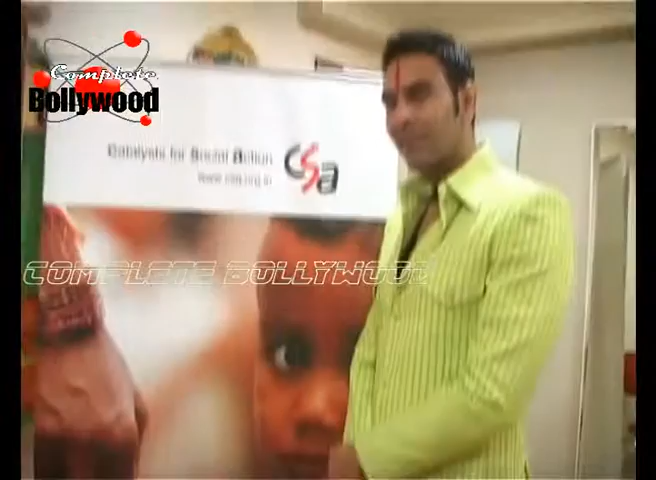 Complete
Bollywood
Catalysts for Social Action
www.csa.org.in
csa
COMPLETE BOLLYWOOD